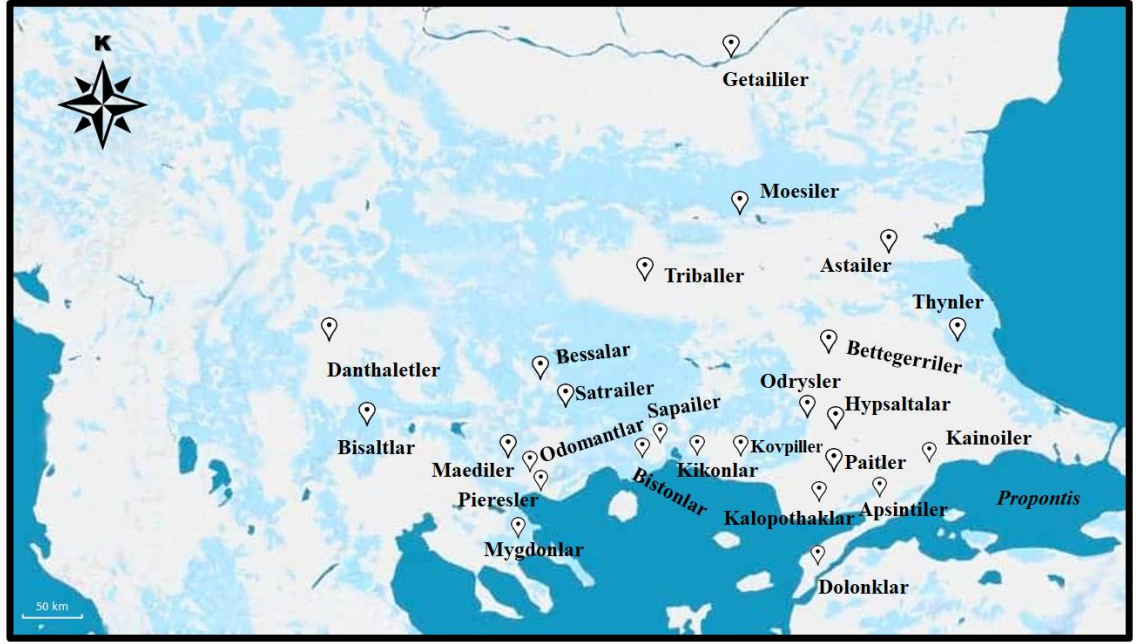 K
Getaililer
Moesiler
Astailer
Triballer
Thynler
Danthaletler
Bessalar
Bettegerriler
Satrailer
Odrysler
Sapailer
Hypsaltalar
Bisaltlar
Odomantlar
Maediler
Kikonlar
Kovpiller
Kainoiler
Paitler
Pieresler
Bistonlar
Kalopothaklar
Apsintiler
Propontis
Mygdonlar
Dolonklar
50 km